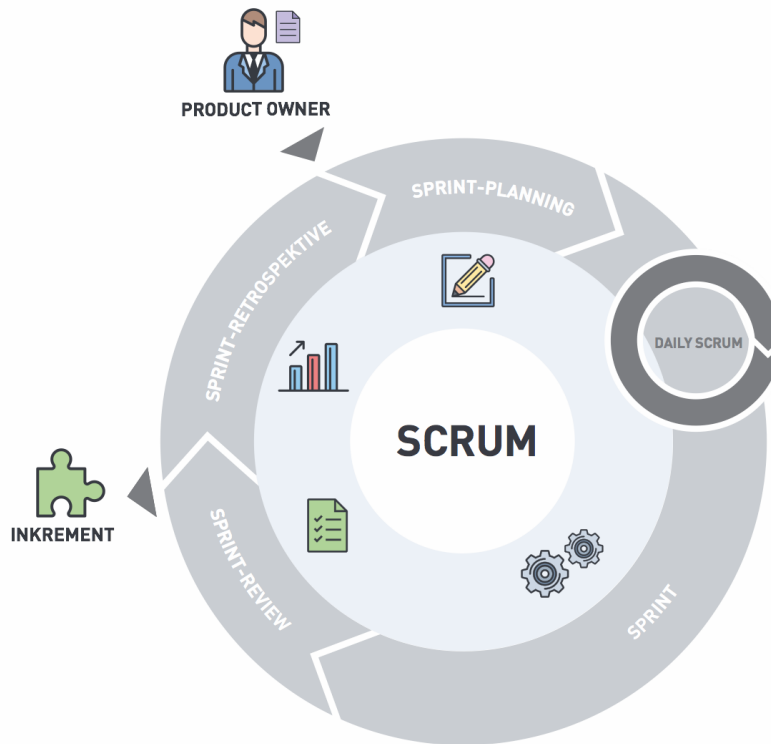 PRODUCT OWNER
SPRINT-PLANNING
SPRINT-RETROSPEKTIVE
DAILY SCRUM
SCRUM
INKREMENT
SPRINT-REVIEW
SPRINT